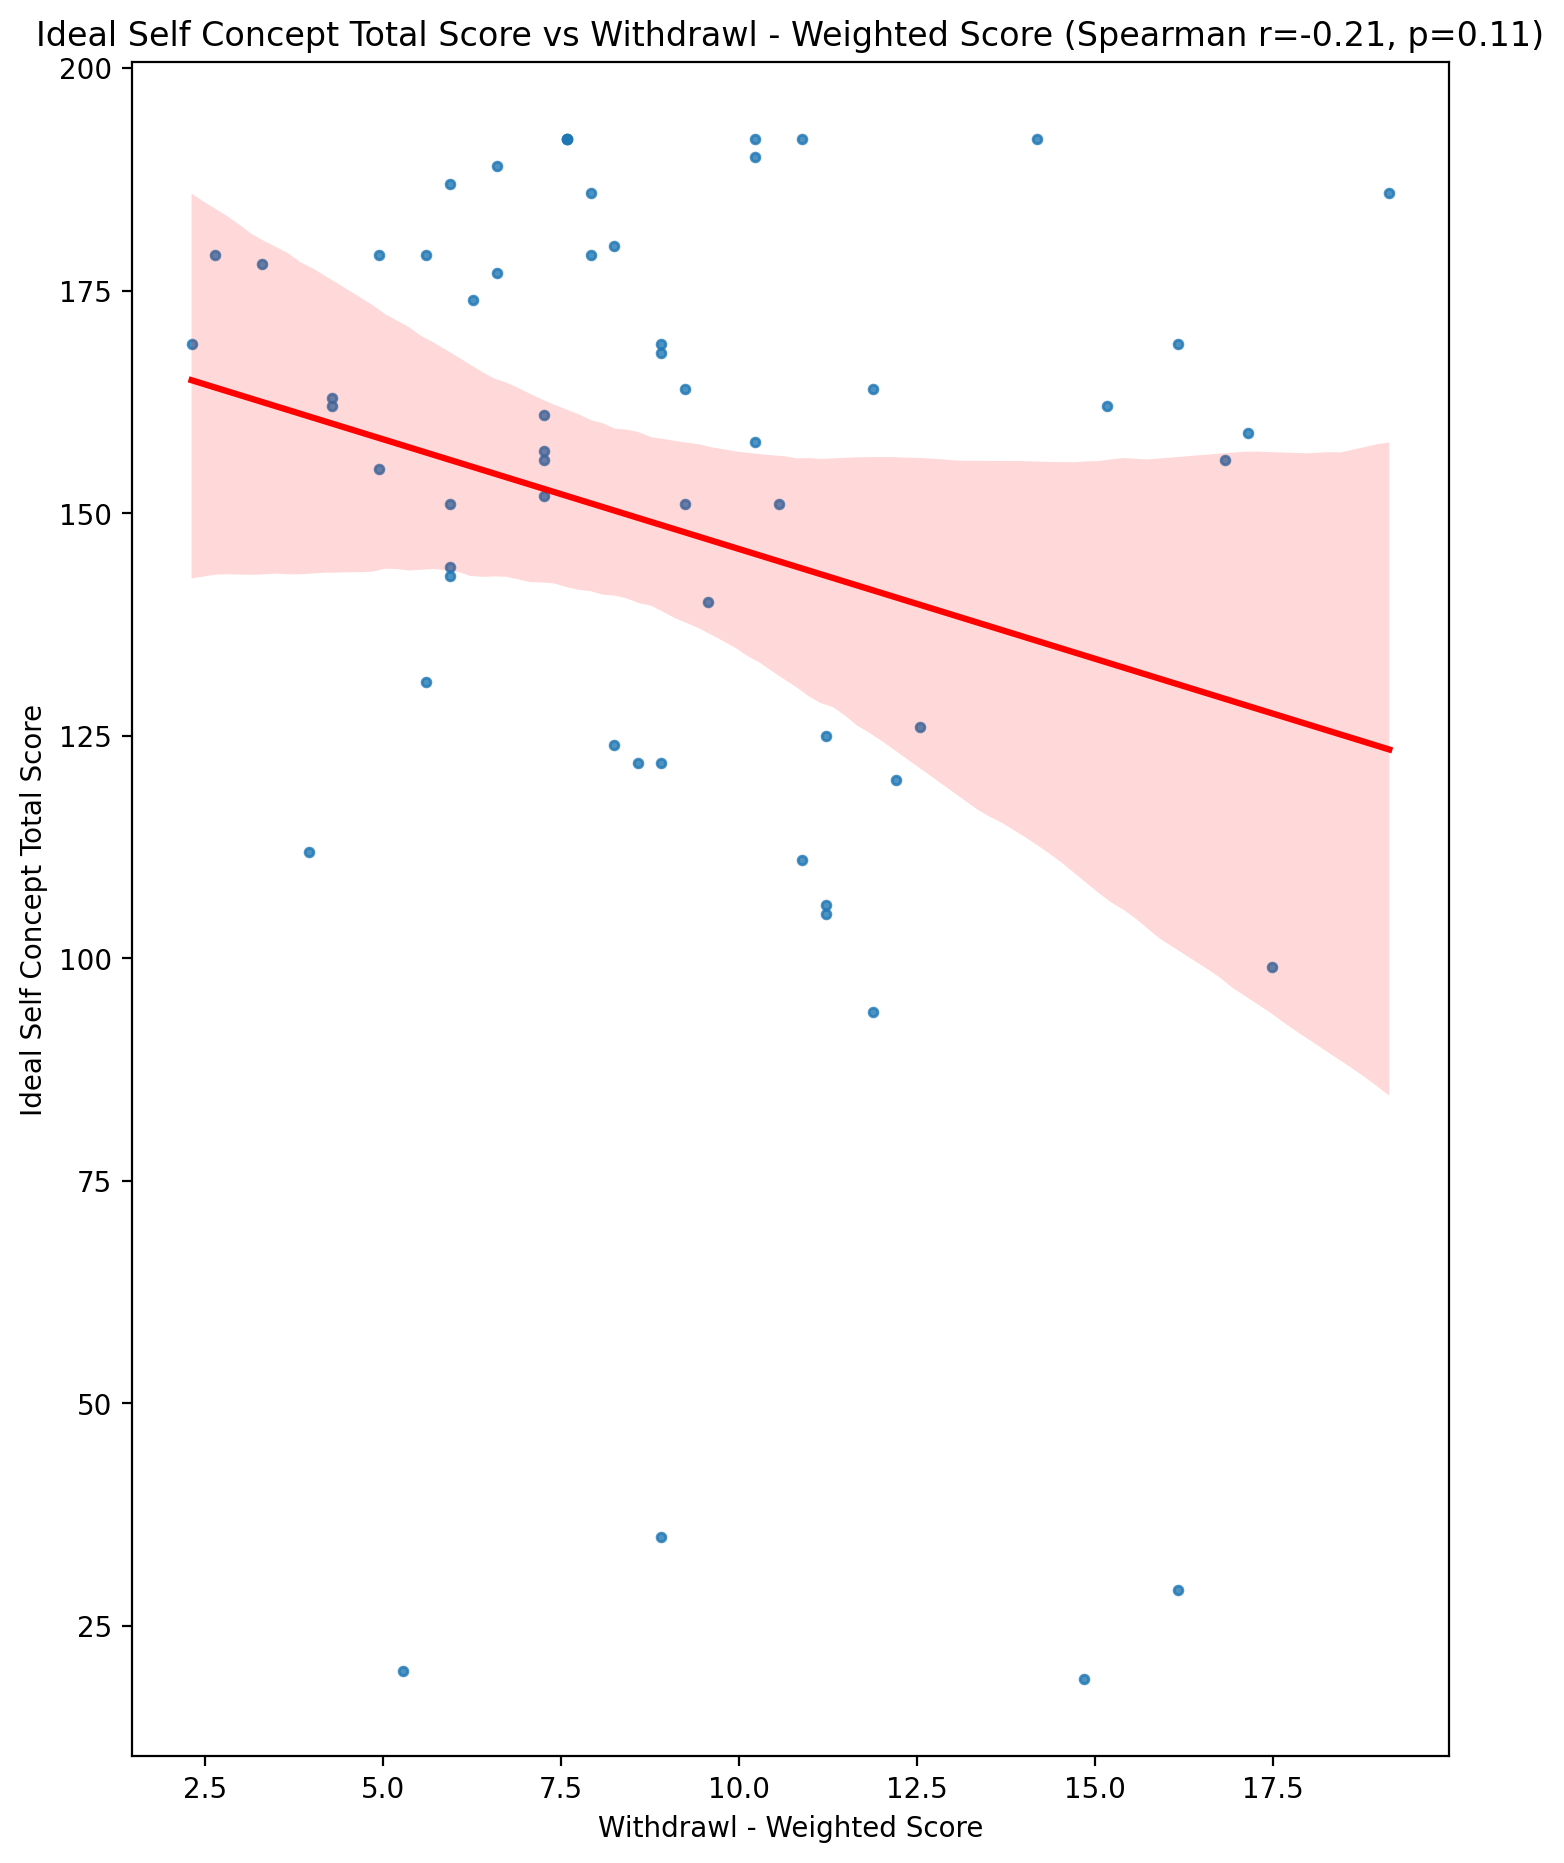 Ideal Self Concept Total Score vs Withdrawl - Weighted Score (Spearman r=-0.21, p=0.11)
200
175
150
125
100
75
50
25
Ideal Self Concept Total Score
2.5 5.0 7.5 10.0 12.5 15.0 17.5
Withdrawl - Weighted Score